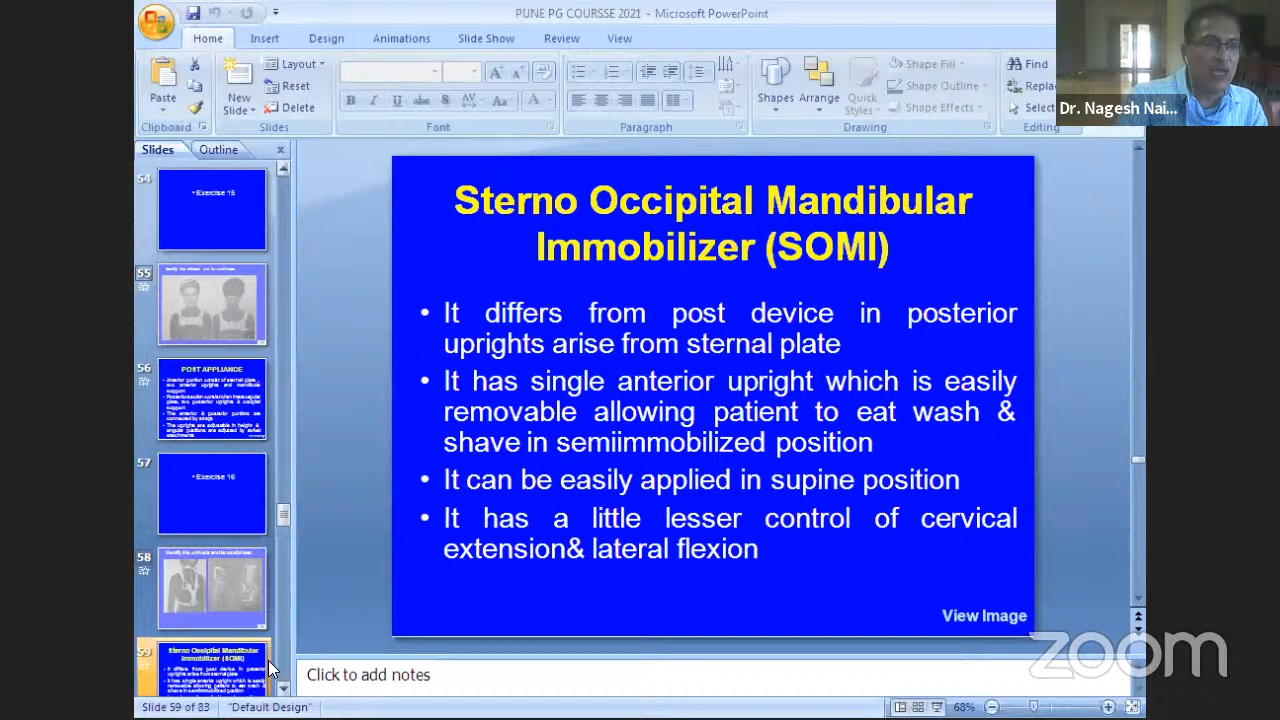 PUNE PG COURSSE 2021 - Microsoft PowerPoint
Home Insert Design Animations Slide Show Review View
Paste
New Slide
Layout
Reset
Delete
Shapes Arrange Quick Styles
Shape Fill
Shape Outline
Shape Effects
Find
Replac
Select
Clipboard Slides Font Paragraph Drawing Editing
Dr. Nagesh Nai...
Slides Outline
54
• Exercise 15
55
56
POST APPLIANCE
57
• Exercise 16
58
59
Sterno Occipital Mandibular
Immobilizer (SOMI)
Sterno Occipital Mandibular
Immobilizer (SOMI)
• It differs from post device in posterior
uprights arise from sternal plate
• It has single anterior upright which is easily
removable allowing patient to eat wash &
shave in semiimmobilized position
• It can be easily applied in supine position
• It has a little lesser control of cervical
extension& lateral flexion
View Image
zoom
Click to add notes
Slide 59 of 83 "Default Design" 68%